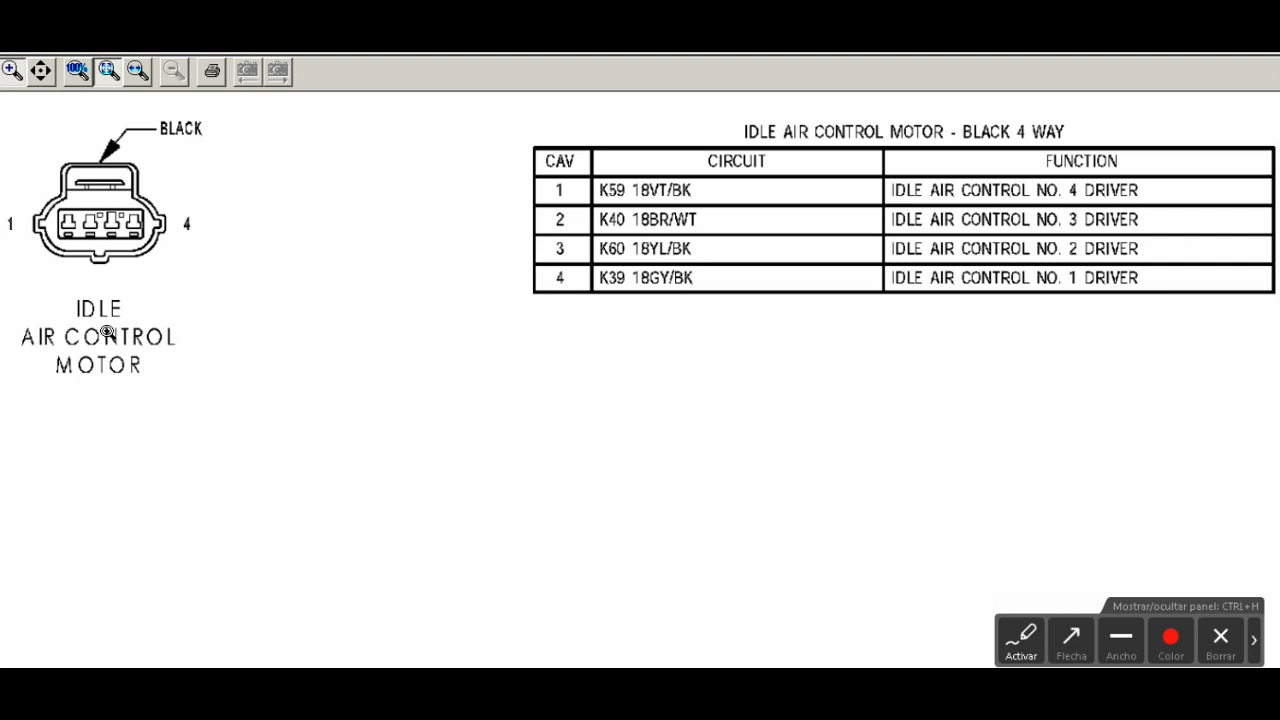 100%
BLACK
1
4
IDLE
AIR CONTROL
MOTOR
IDLE AIR CONTROL MOTOR - BLACK 4 WAY
CAV CIRCUIT FUNCTION
1 K59 18VT/BK IDLE AIR CONTROL NO. 4 DRIVER
2 K40 18BR/WT IDLE AIR CONTROL NO. 3 DRIVER
3 K60 18YL/BK IDLE AIR CONTROL NO. 2 DRIVER
4 K39 18GY/BK IDLE AIR CONTROL NO. 1 DRIVER
Mostrar/ocultar panel: CTRL+H
Activar Flecha Ancho Color Borrar